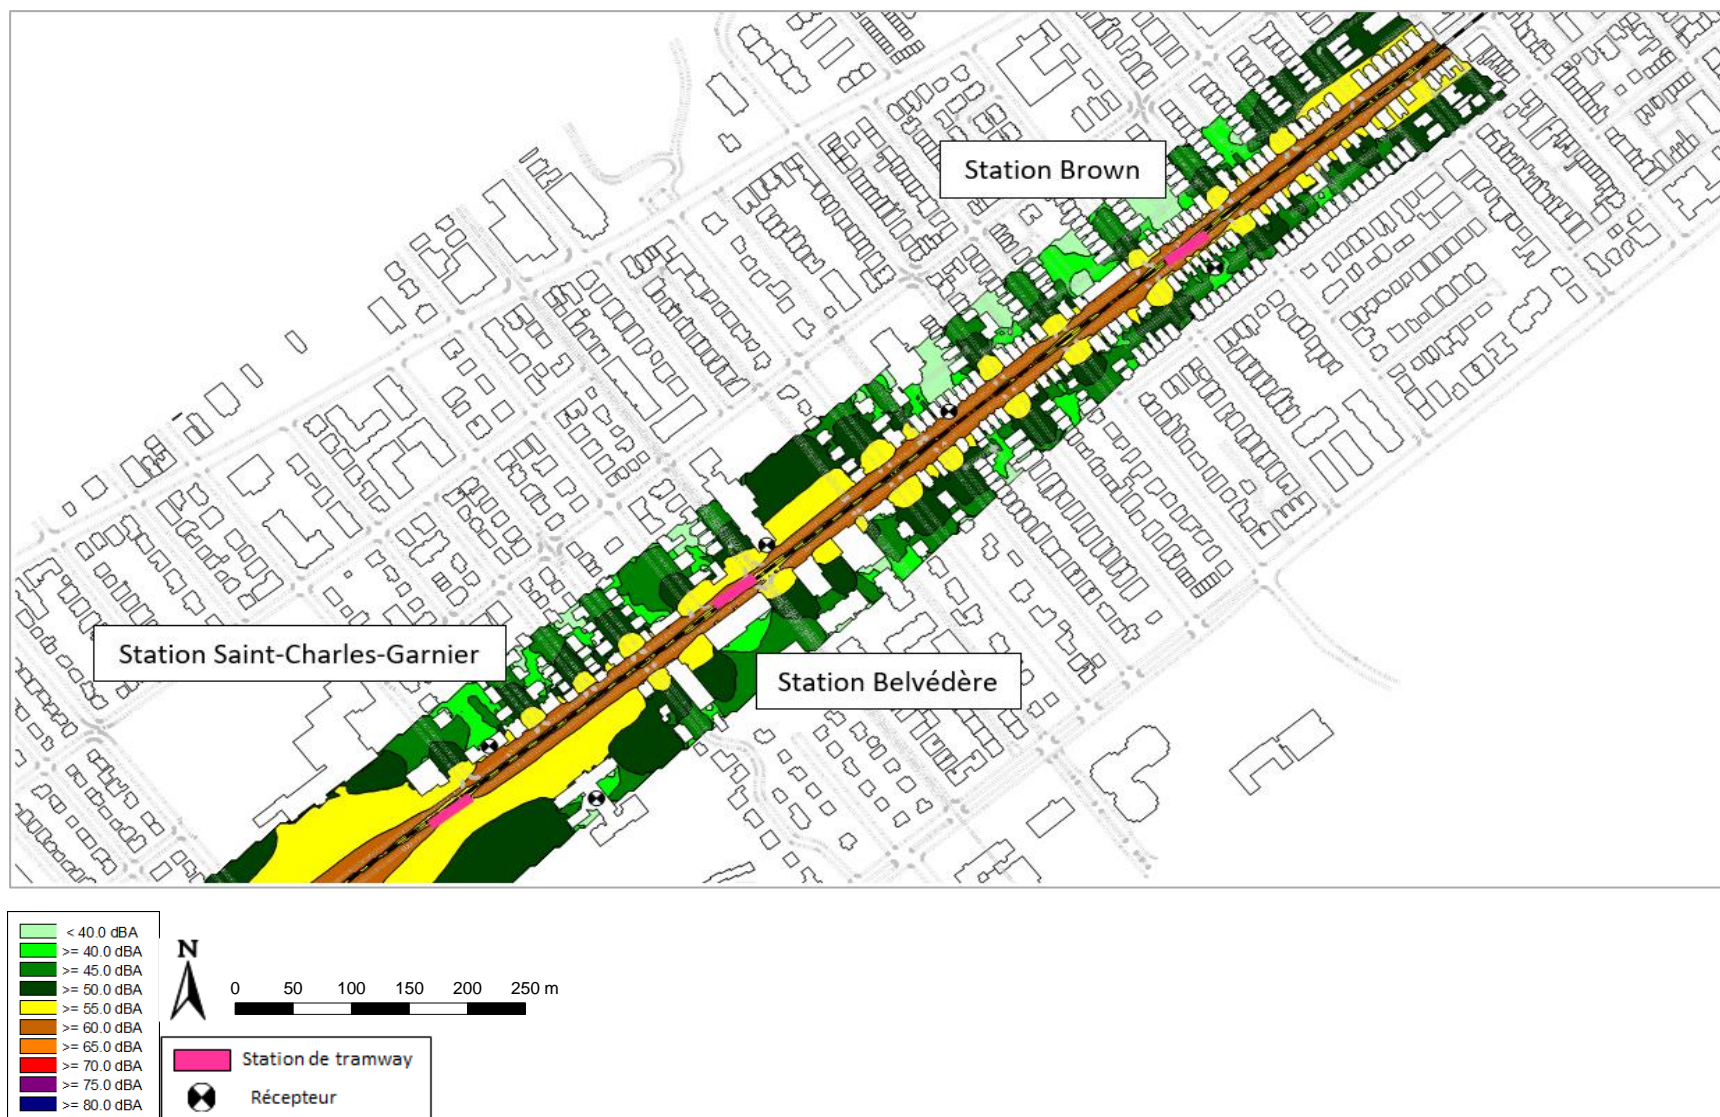 Station Brown
Station Saint-Charles-Garnier
Station Belvédère
< 40.0 dBA
>= 40.0 dBA
>= 45.0 dBA
>= 50.0 dBA
>= 55.0 dBA
>= 60.0 dBA
>= 65.0 dBA
>= 70.0 dBA
>= 75.0 dBA
>= 80.0 dBA
N
0 50 100 150 200 250 m
Station de tramway
Récepteur